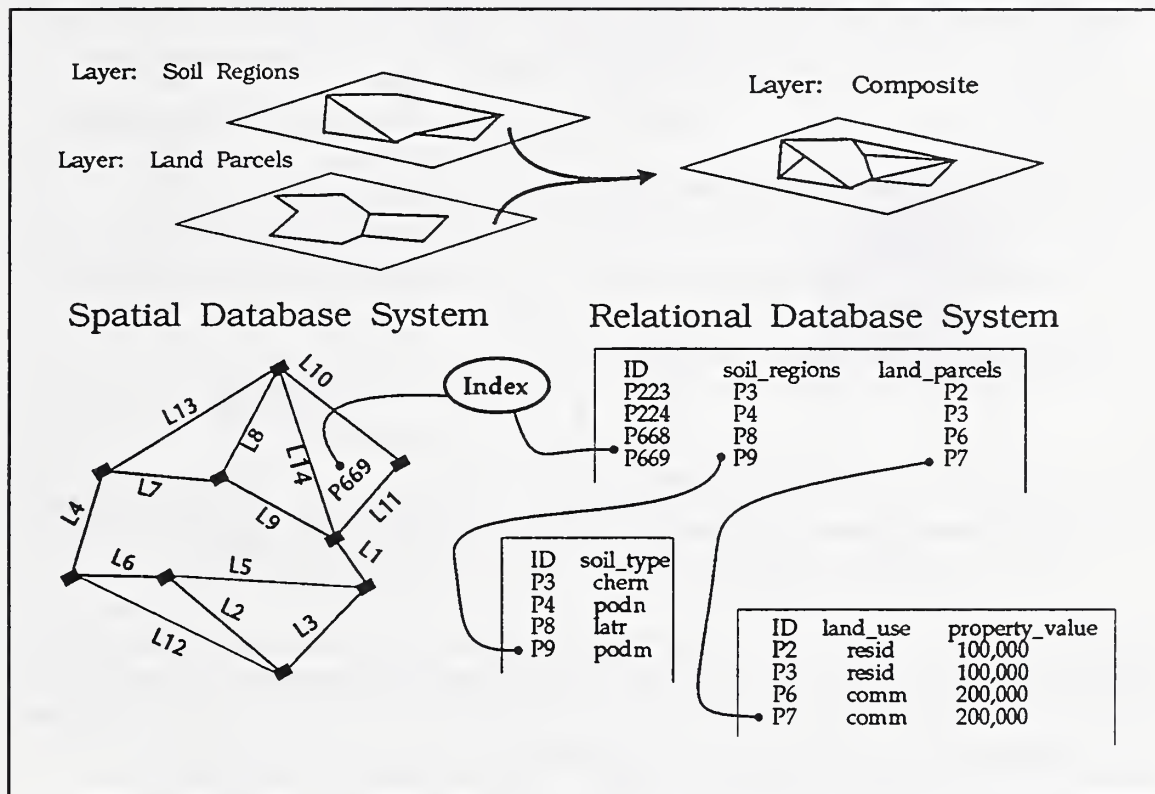 Layer: Soil Regions
Layer: Composite
Layer: Land Parcels
Spatial Database System
Relational Database System
L10
L13
L8
L14
P669
L7
L11
L4
L9
L1
L6
L5
L2
L3
L12
Index
ID soil_regions land_parcels
P223 P3 P2
P224 P4 P3
P668 P8 P6
P669 P9 P7
ID soil_type
P3 chern
P4 podn
P8 latr
P9 podm
ID land_use property_value
P2 resid 100,000
P3 resid 100,000
P6 comm 200,000
P7 comm 200,000